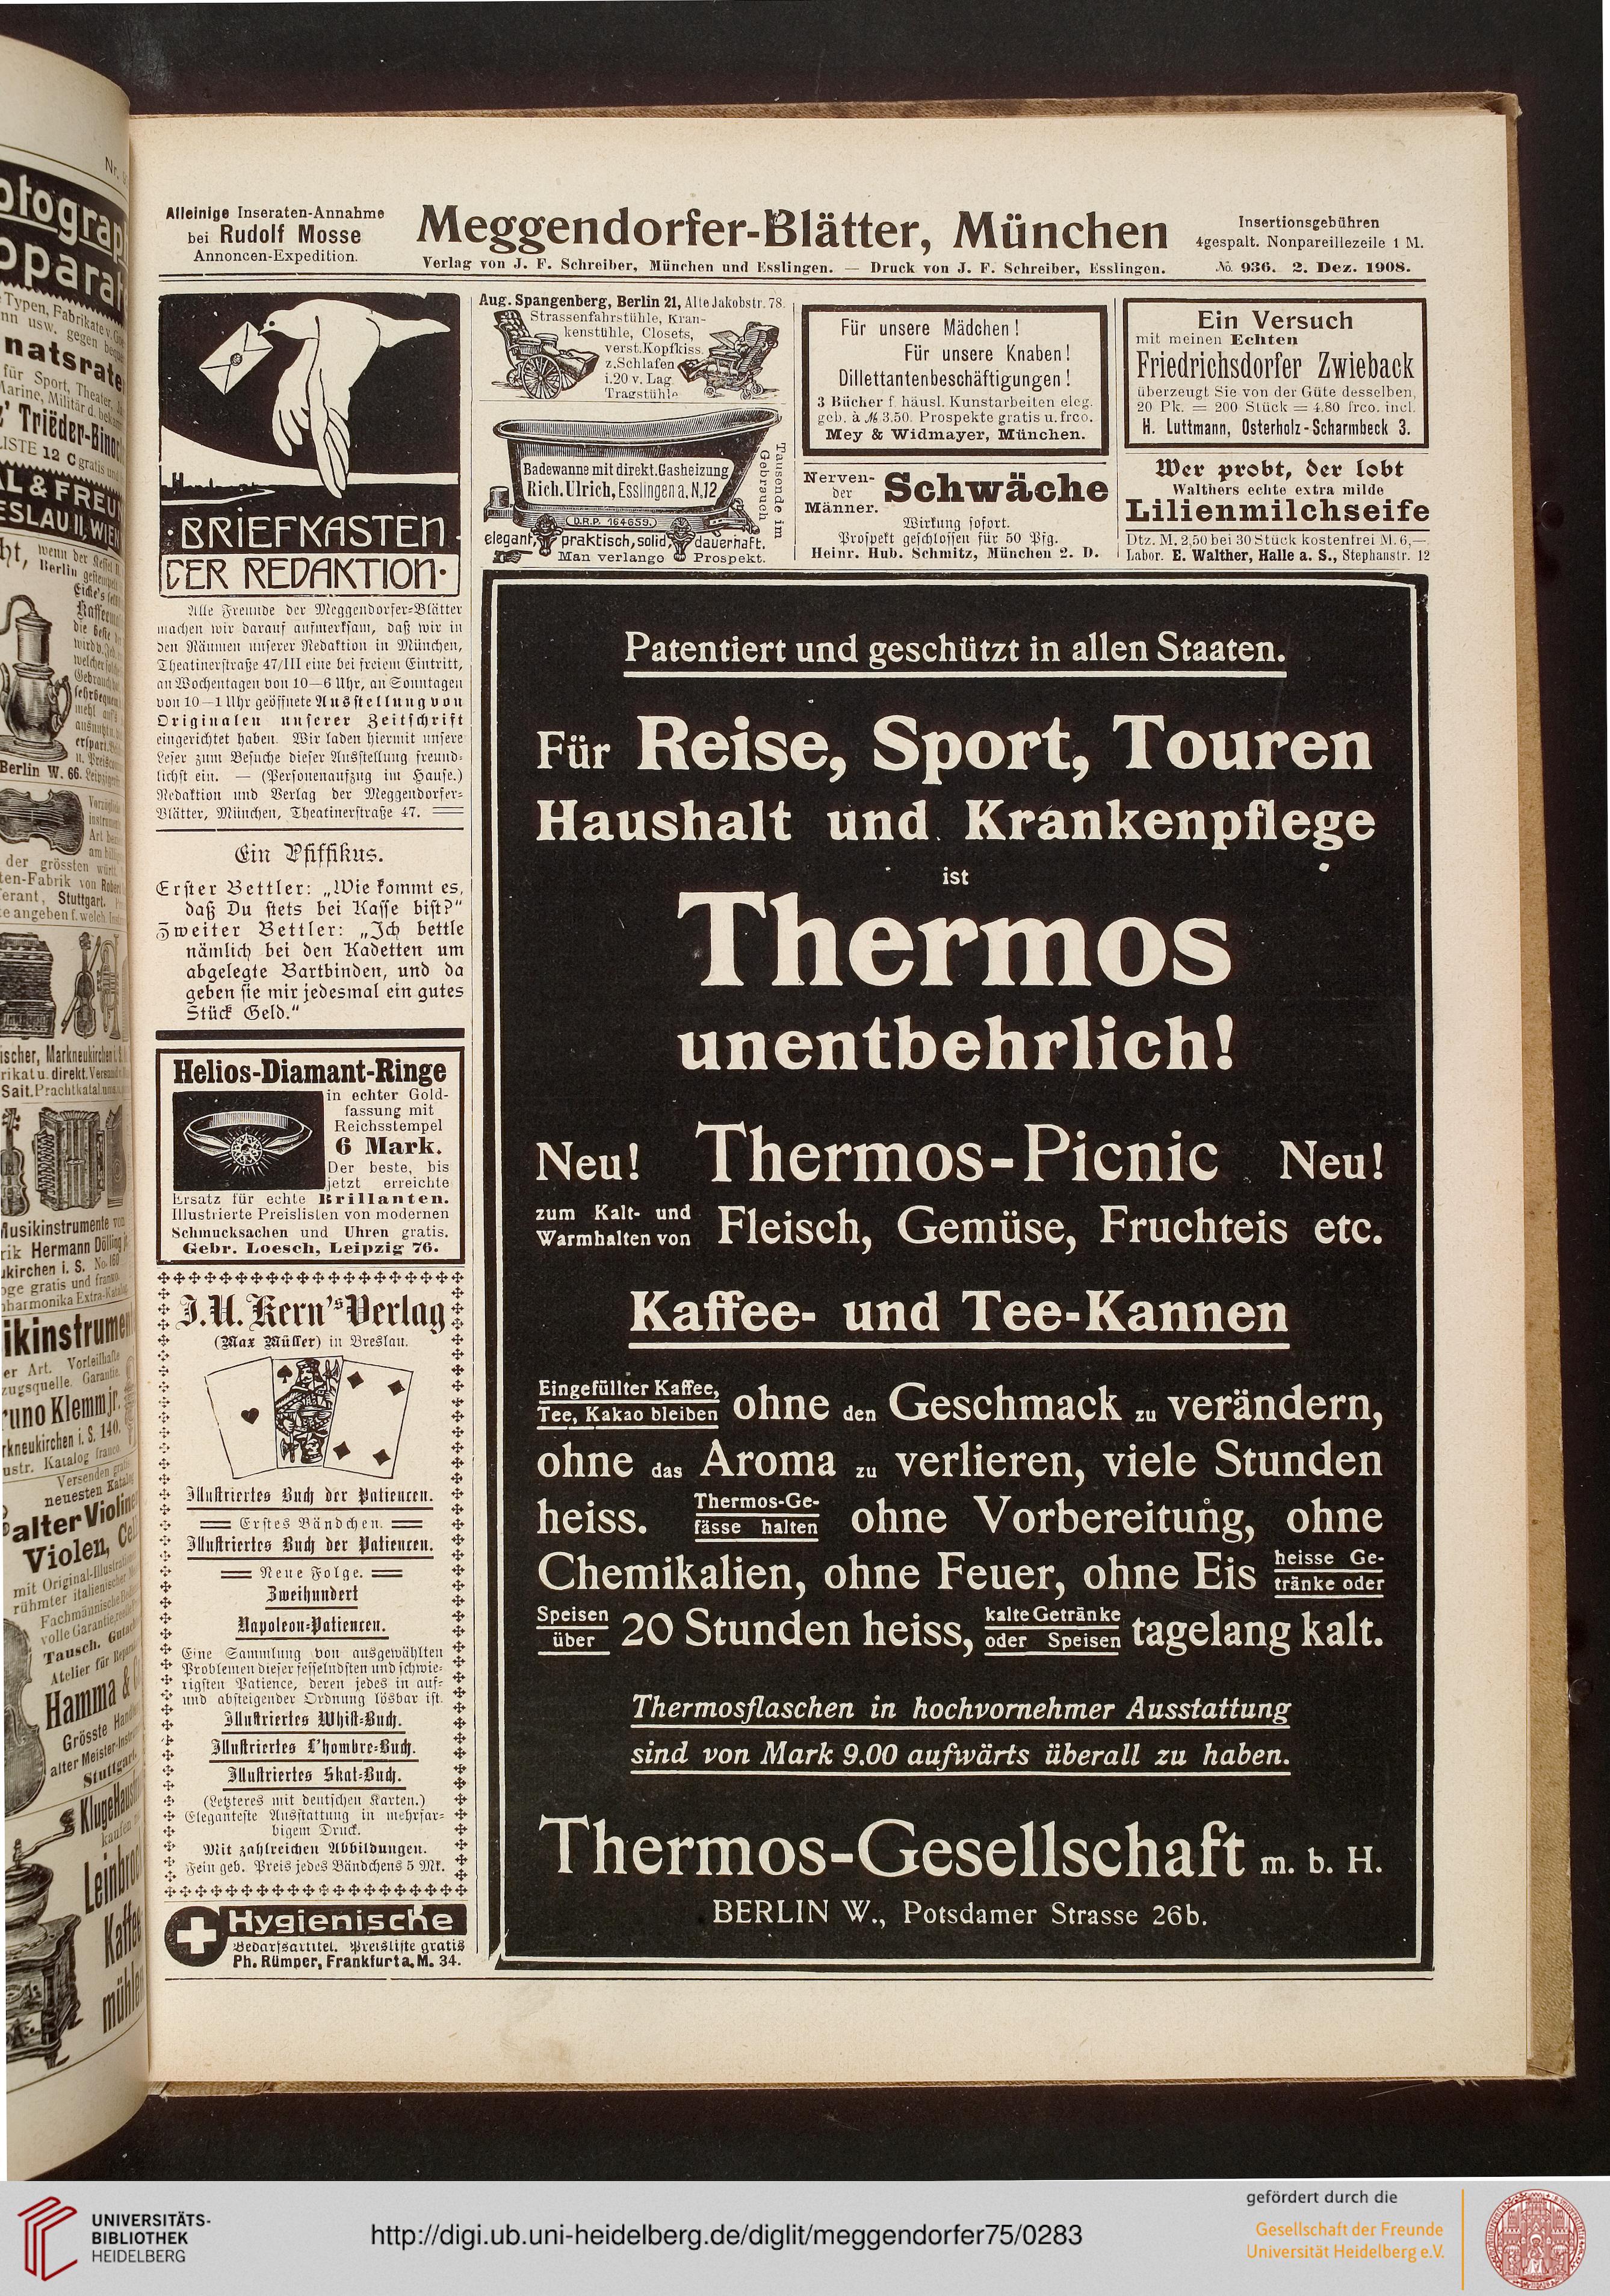 Alleinige Inseraten-Annahme
bei Rudolf Mosse
Annoncen-Expedition.
Meggendorfer-Blätter, München
Verlag von J. F. Schreiber, München und Esslingen. — Druck von J. F. Schreiber, Esslingen.
Insertionsgebühren
4gespalt. Nonpareillezeile 1 M.
No. 936. 2. Dez. 1908.
·BRIEFKASTEN·
DER REDAKTION·
Alle Freunde der Meggendorfer-Blätter
machen wir darauf aufmerksam, daß wir in
den Räumen unserer Redaktion in München,
Theatinerstraße 47/III eine bei freiem Eintritt,
an Wochentagen von 10—6 Uhr, an Sonntagen
von 10—1 Uhr geöffnete Ausstellung von
Originalen unserer Zeitschrift
eingerichtet haben. Wir laden hiermit unsere
Leser zum Besuche dieser Ausstellung freund-
lichst ein. — (Personenaufzug im Hause.)
Redaktion und Verlag der Meggendorfer-
Blätter, München, Theatinerstraße 47.
Ein Pfiffikus.
Erster Bettler: „Wie kommt es,
daß Du stets bei Kasse bist?"
Zweiter Bettler: „Ich bettle
nämlich bei den Kadetten um
abgelegte Bartbinden, und da
geben sie mir jedesmal ein gutes
Stück Geld."
Helios-Diamant-Ringe
in echter Gold-
fassung mit
Reichsstempel
6 Mark.
Der beste, bis
jetzt erreichte
Ersatz für echte Brillanten.
Illustrierte Preislisten von modernen
Schmucksachen und Uhren gratis.
Gebr. Loesch, Leipzig 76.
J. U. Kern's Verlag
(Max Müller) in Breslau.
Illustriertes Buch der Patiencen.
Erstes Bändchen.
Illustriertes Buch der Patiencen.
Neue Folge.
Zweihundert
Napoleon-Patiencen.
Eine Sammlung von ausgewählten
Problemen dieser fesselndsten und schwie-
rigsten Patience, deren jedes in auf-
und absteigender Ordnung lösbar ist.
Illustriertes Whist-Buch.
Illustriertes L'hombre-Buch.
Illustriertes Skat-Buch.
(Letzteres mit deutschen Karten.)
Eleganteste Ausstattung in mehrfar-
bigem Druck.
Mit zahlreichen Abbildungen.
Fein geb. Preis jedes Bändchens 5 Mk.
Hygienische
Bedarfsartikel. Preisliste gratis
Ph. Rümper, Frankfurt a. M. 34.
Aug. Spangenberg, Berlin 21, Alte Jakobstr. 78.
Strassenfahrstühle, Kran-
kenstühle, Closets,
verst. Kopfkiss.
z. Schlafen
i. 20 v. Lag.
Tragstühle
Badewanne mit direkt. Gasheizung
Rich. Ulrich, Esslingen a. N. 12
D.R.P. 164659.
Tausende im
Gebrauch
elegant, praktisch, solid, dauerhaft.
Man verlange Prospekt.
Für unsere Mädchen!
Für unsere Knaben!
Dillettantenbeschäftigungen!
3 Bücher f. häusl. Kunstarbeiten eleg.
geb. à M 3.50. Prospekte gratis u. frco.
Mey & Widmayer, München.
Nerven-
der
Männer.
Schwäche
Wirkung sofort.
Prospekt geschlossen für 50 Pfg.
Heinr. Hub. Schmitz, München 2. D.
Ein Versuch
mit meinen Echten
Friedrichsdorfer Zwieback
überzeugt Sie von der Güte desselben,
20 Pk. = 200 Stück = 4.80 frco. incl.
H. Luttmann, Osterholz-Scharmbeck 3.
Wer probt, der lobt
Walthers echte extra milde
Lilienmilchseife
Dtz. M. 2,50 bei 30 Stück kostenfrei M. 6,—.
Labor. E. Walther, Halle a. S., Stephanstr. 12
Patentiert und geschützt in allen Staaten.
Für Reise, Sport, Touren
Haushalt und Krankenpflege
ist
Thermos
unentbehrlich!
Neu! Thermos-Picnic Neu!
zum Kalt- und
Warmhalten von Fleisch, Gemüse, Fruchteis etc.
Kaffee- und Tee-Kannen
Eingefüllter Kaffee,
Tee, Kakao bleiben ohne den Geschmack zu verändern,
ohne das Aroma zu verlieren, viele Stunden
heiss. Thermos-Ge-
fässe halten ohne Vorbereitung, ohne
Chemikalien, ohne Feuer, ohne Eis heisse Ge-
tränke oder
Speisen
über 20 Stunden heiss, kalte Getränke
oder Speisen tagelang kalt.
Thermosflaschen in hochvornehmer Ausstattung
sind von Mark 9.00 aufwärts überall zu haben.
Thermos-Gesellschaft m. b. H.
BERLIN W., Potsdamer Strasse 26b.
UNIVERSITÄTS-
BIBLIOTHEK
HEIDELBERG
http://digi.ub.uni-heidelberg.de/diglit/meggendorfer75/0283
gefördert durch die
Gesellschaft der Freunde
Universität Heidelberg e.V.